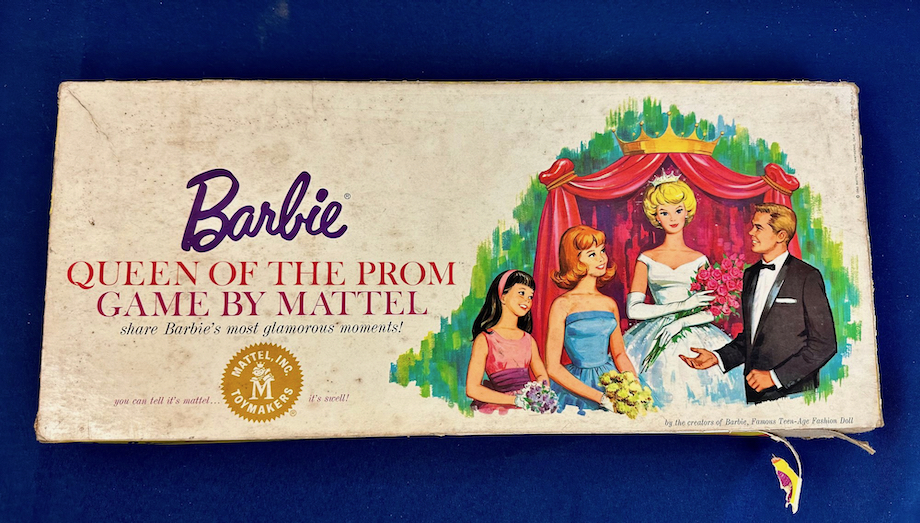 Barbie®
QUEEN OF THE PROM
GAME BY MATTEL
share Barbie's most glamorous moments!
you can tell it's mattel...
MATTEL, INC.
M
TOYMAKERS
it's swell!
by the creators of Barbie, Famous Teen-Age Fashion Doll